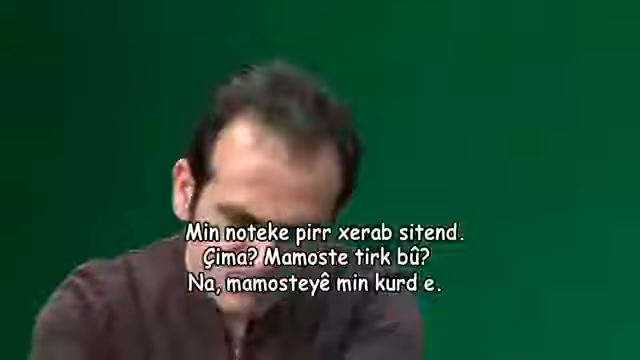 Min noteke pirr xerab sitend.
Çima? Mamoste tirk bû?
Na, mamosteyê min kurd e.